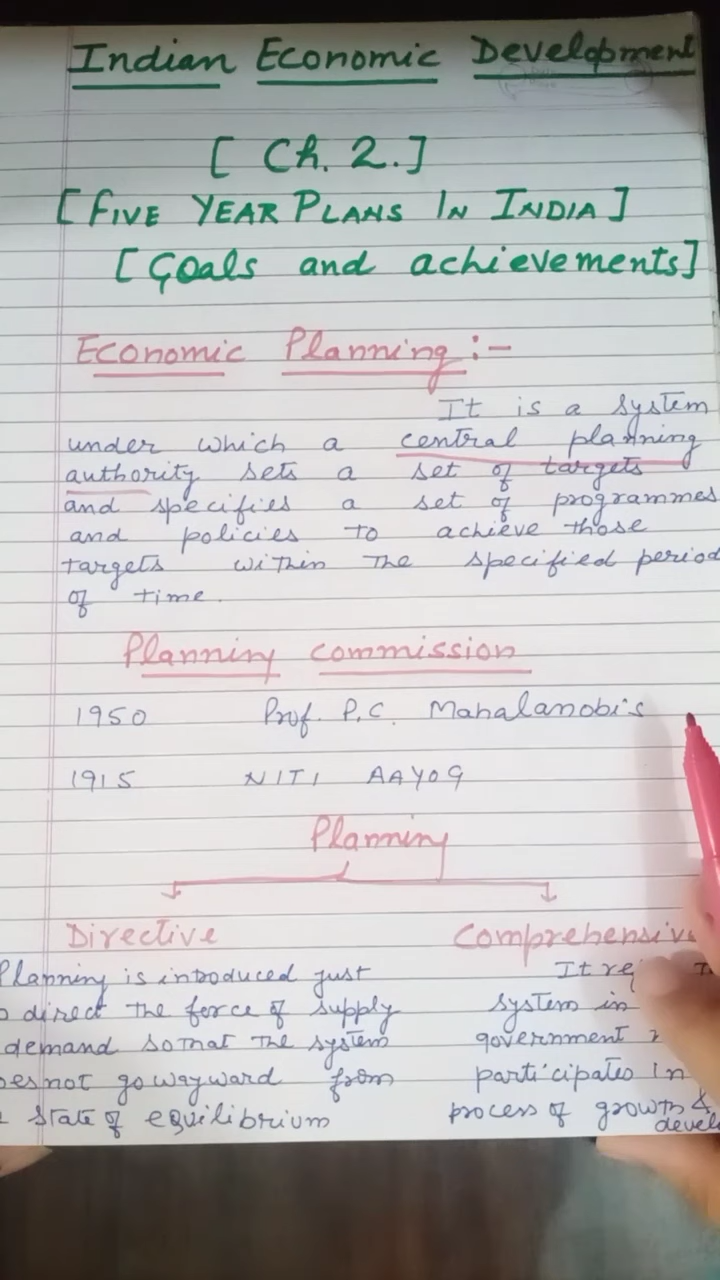 Indian Economic Development
[ Ch. 2.]
[FIVE YEAR PLANS IN INDIA]
[Goals and achievements]
Economic Planning:-
It is a system
under which a central planning
authority sets a set of targets
and specifies a set of programmes
and policies to achieve those
targets within the specified period
of time.
Planning commission
1950 Prof. P.C. Mahalanobi's
1915 NITI AAYOG
Planning
Directive Comprehensiv
Planning is introduced just
direct the force of supply
demand so that the system
not go wayward from
state of equilibrium
It
system in
government
participates in
process of growth &
devel